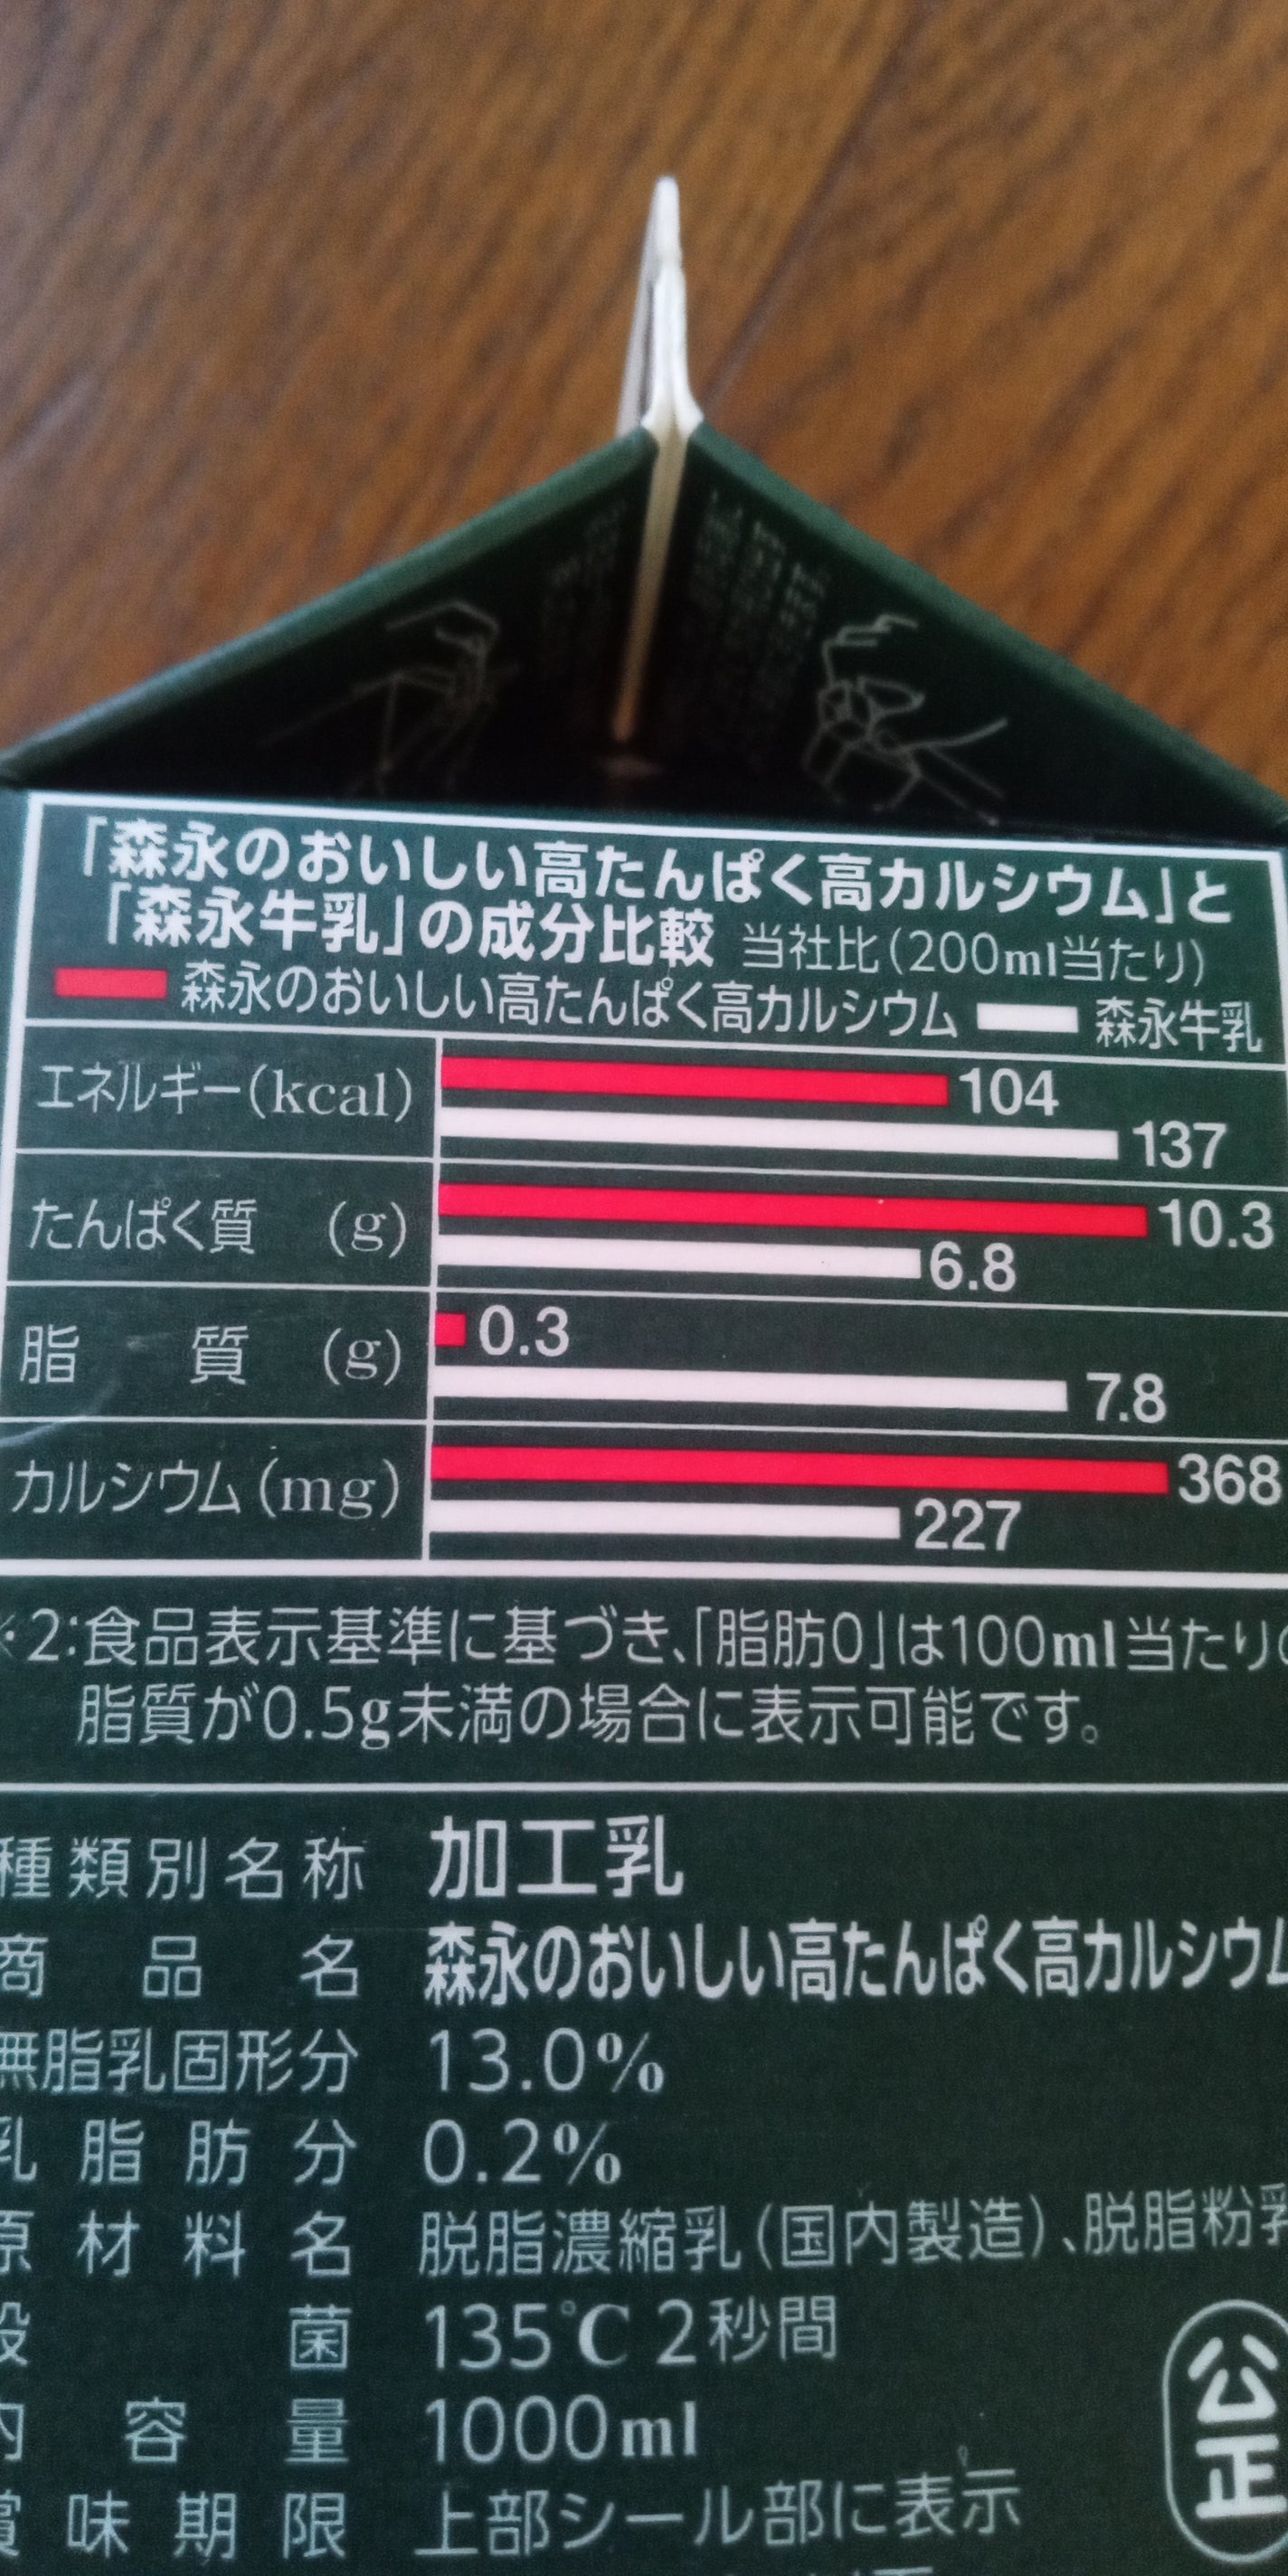 「森永のおいしい高たんぱく高カルシウム」と
「森永牛乳」の成分比較 当社比(200ml当たり)
森永のおいしい高たんぱく高カルシウム 森永牛乳
エネルギー(kcal) 104
137
たんぱく質 (g) 10.3
6.8
脂質 (g) 0.3
7.8
カルシウム(mg) 368
227
※2:食品表示基準に基づき、「脂肪0」は100ml当たりの
脂質が0.5g未満の場合に表示可能です。
種類別名称 加工乳
商品名 森永のおいしい高たんぱく高カルシウム
無脂乳固形分 13.0%
乳脂肪分 0.2%
原材料名 脱脂濃縮乳(国内製造)、脱脂粉乳
殺菌 135℃ 2秒間
内容量 1000ml
賞味期限 上部シール部に表示
公正